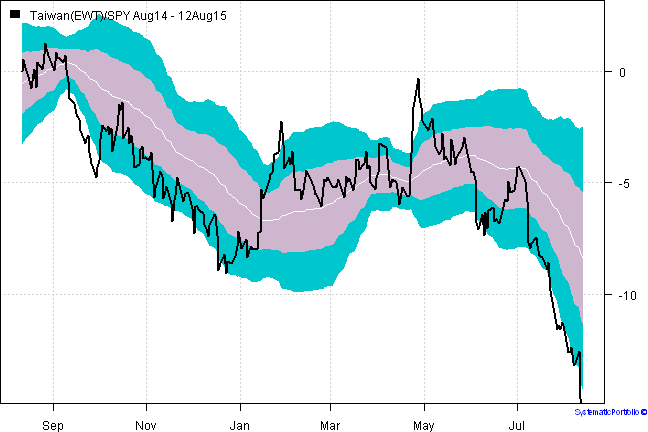 Taiwan(EWT)/SPY Aug14 - 12Aug15
0
-5
-10
Sep Nov Jan Mar May Jul
SystematicPortfolio ©